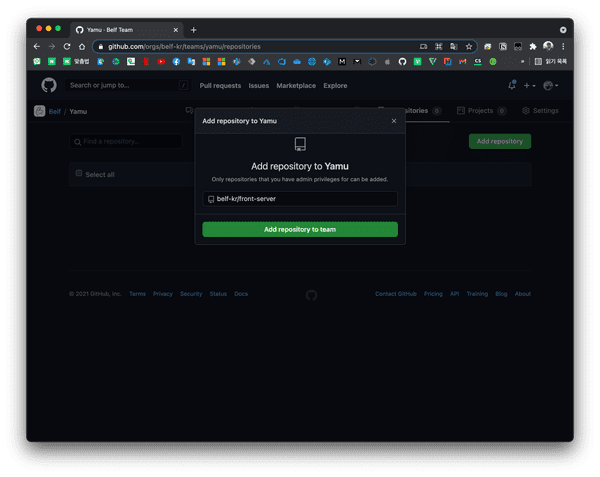 Yamu · Belf Team
github.com/orgs/belf-kr/teams/yamu/repositories
맞춤법
읽기 목록
Search or jump to...
Pull requests Issues Marketplace Explore
Belf / Yamu
Projects 0
Settings
Find a repository...
Add repository
Select all
Add repository to Yamu
Add repository to Yamu
Only repositories that you have admin privileges for can be added.
belf-kr/front-server
Add repository to team
© 2021 GitHub, Inc. Terms Privacy Security Status Docs
Contact GitHub Pricing API Training Blog About